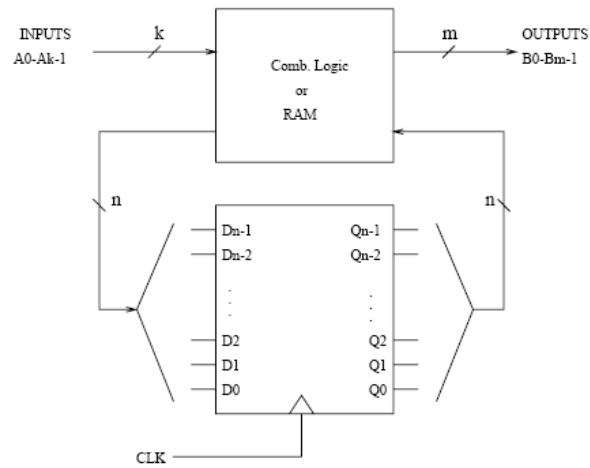 INPUTS
A0-Ak-1
k
Comb. Logic
or
RAM
m
OUTPUTS
B0-Bm-1
n
n
Dn-1
Qn-1
Dn-2
Qn-2
D2
Q2
D1
Q1
D0
Q0
CLK